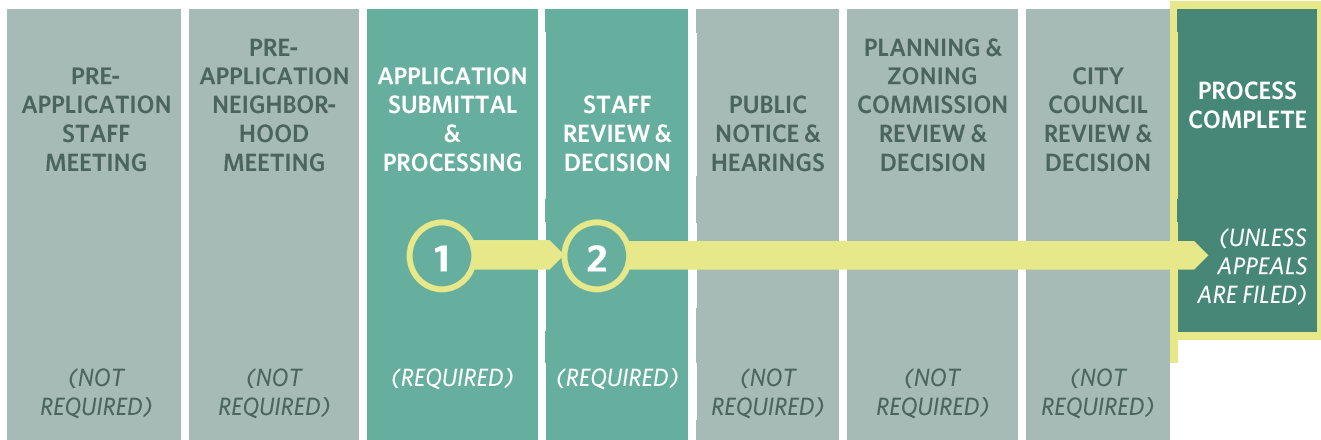 PRE-
APPLICATION
STAFF
MEETING
(NOT
REQUIRED)
PRE-
APPLICATION
NEIGHBOR-
HOOD
MEETING
(NOT
REQUIRED)
APPLICATION
SUBMITTAL
&
PROCESSING
1
(REQUIRED)
STAFF
REVIEW &
DECISION
2
(REQUIRED)
PUBLIC
NOTICE &
HEARINGS
(NOT
REQUIRED)
PLANNING &
ZONING
COMMISSION
REVIEW &
DECISION
(NOT
REQUIRED)
CITY
COUNCIL
REVIEW &
DECISION
(NOT
REQUIRED)
PROCESS
COMPLETE
(UNLESS
APPEALS
ARE FILED)